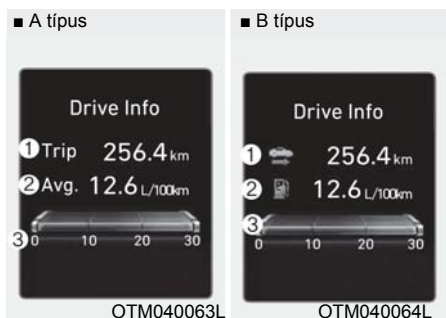 ■ A típus
Drive Info
① Trip 256.4 km
② Avg. 12.6 L/100km
③ 0 10 20 30
OTM040063L
■ B típus
Drive Info
① 256.4 km
② 12.6 L/100km
③ 0 10 20 30
OTM040064L